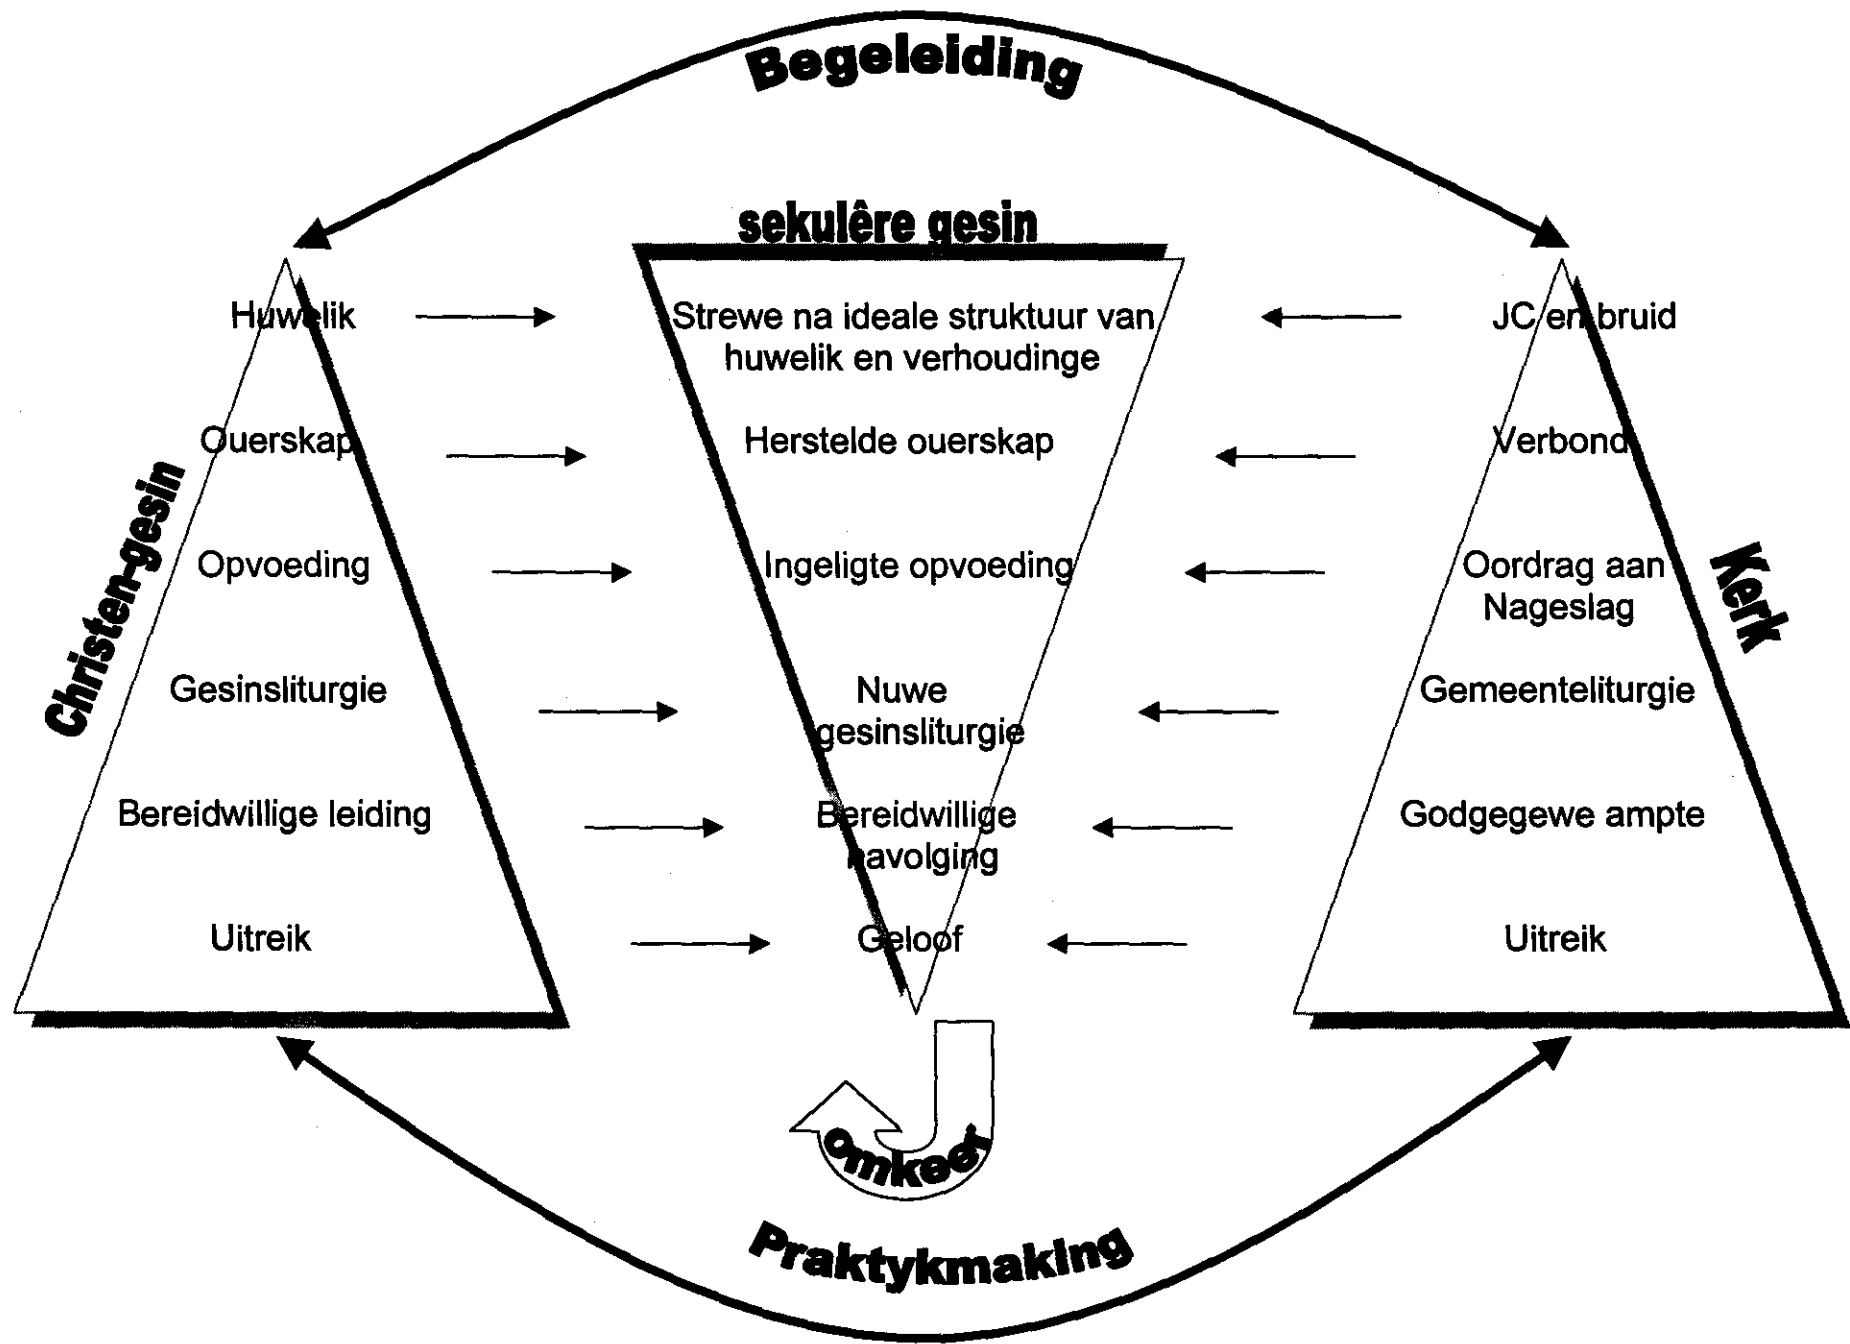 Begeleiding
sekulêre gesin
Christen-gesin
Huwelik
Ouerskap
Opvoeding
Gesinsliturgie
Bereidwillige leiding
Uitreik
Strewe na ideale struktuur van
huwelik en verhoudinge
Herstelde ouerskap
Ingeligte opvoeding
Nuwe
gesinsliturgie
Bereidwillige
navolging
Geloof
Kerk
JC en bruid
Verbond
Oordrag aan
Nageslag
Gemeenteliturgie
Godgegewe ampte
Uitreik
omkeer
Praktykmaking